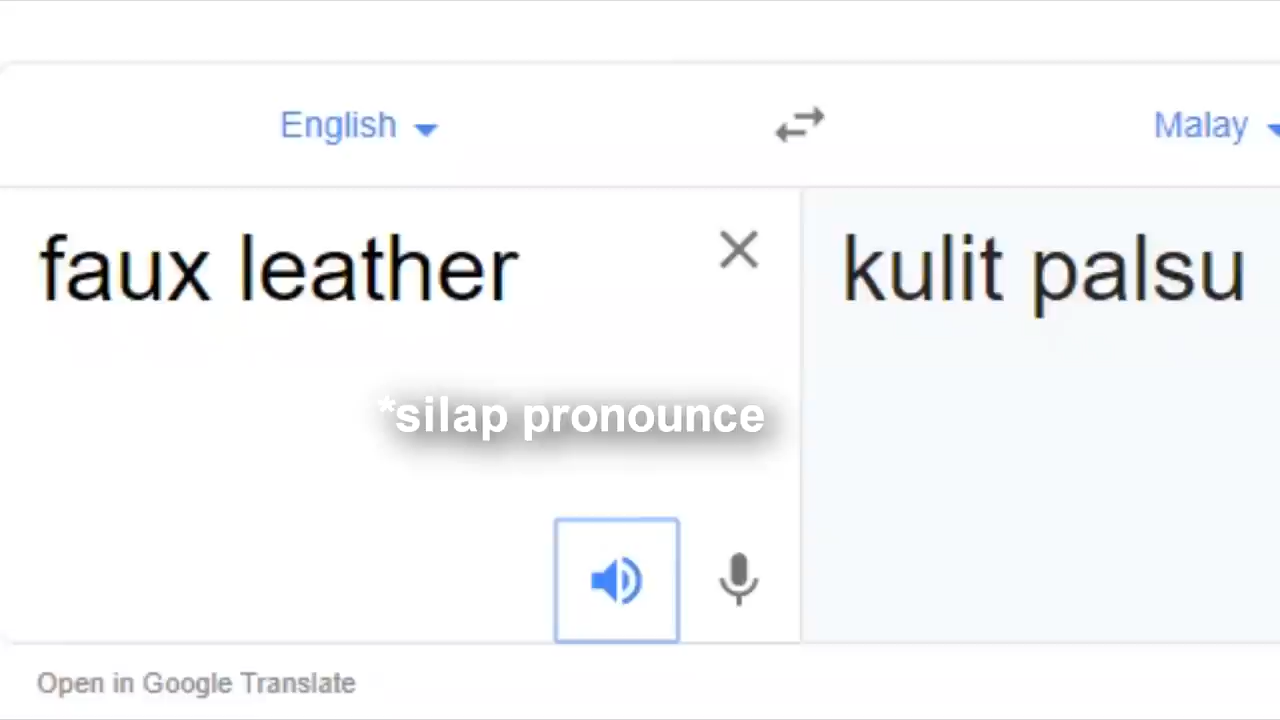 English
Malay
faux leather
kulit palsu
*silap pronounce
Open in Google Translate